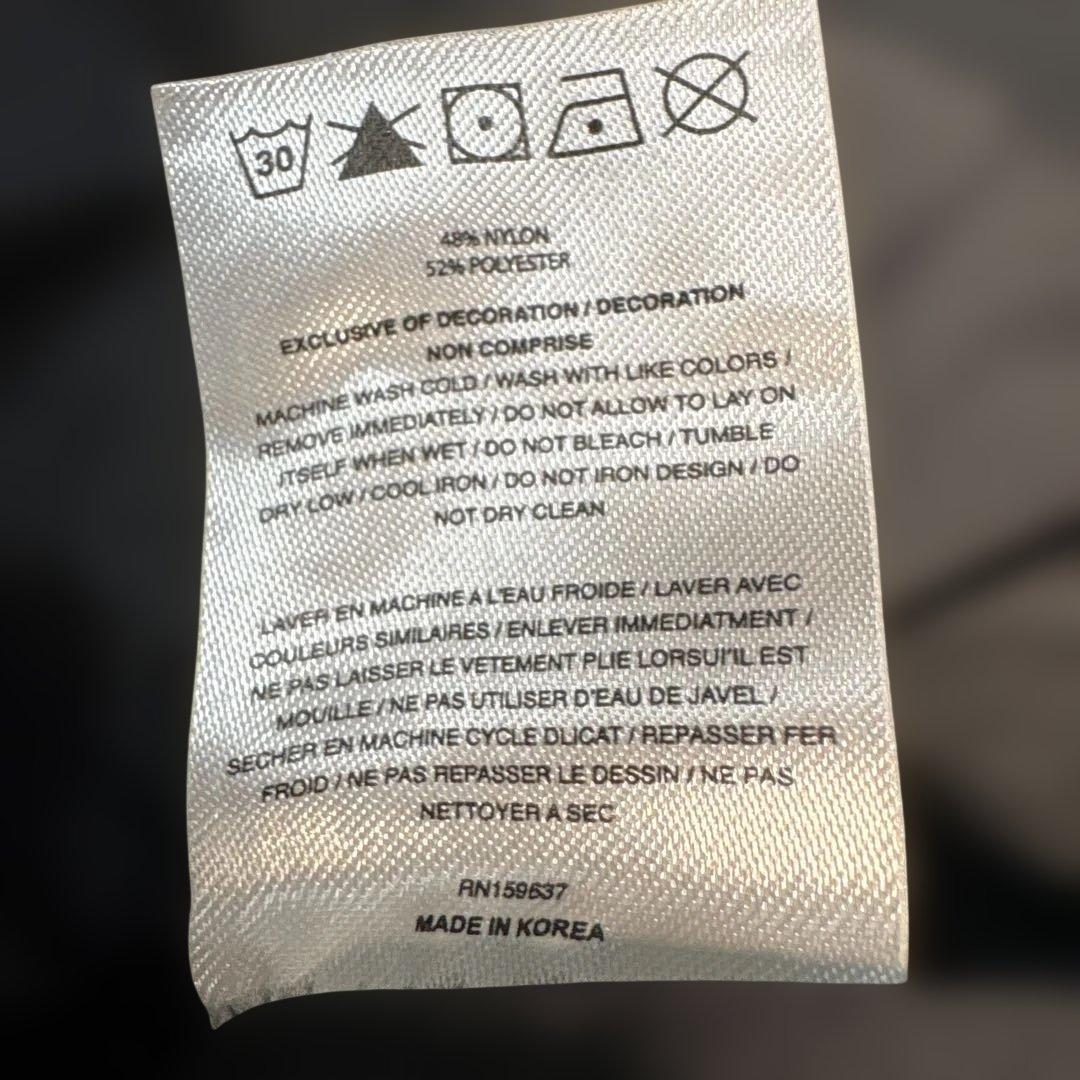 30
48% NYLON
52% POLYESTER
EXCLUSIVE OF DECORATION / DECORATION
NON COMPRISE
MACHINE WASH COLD / WASH WITH LIKE COLORS /
REMOVE IMMEDIATELY / DO NOT ALLOW TO LAY ON
ITSELF WHEN WET / DO NOT BLEACH / TUMBLE
DRY LOW / COOL IRON / DO NOT IRON DESIGN / DO
NOT DRY CLEAN
LAVER EN MACHINE A L'EAU FROIDE / LAVER AVEC
COULEURS SIMILAIRES / ENLEVER IMMEDIATMENT /
NE PAS LAISSER LE VETEMENT PLIE LORSUI'IL EST
MOUILLE / NE PAS UTILISER D'EAU DE JAVEL /
SECHER EN MACHINE CYCLE DLICAT / REPASSER FER
FROID / NE PAS REPASSER LE DESSIN / NE PAS
NETTOYER A SEC
RN159637
MADE IN KOREA